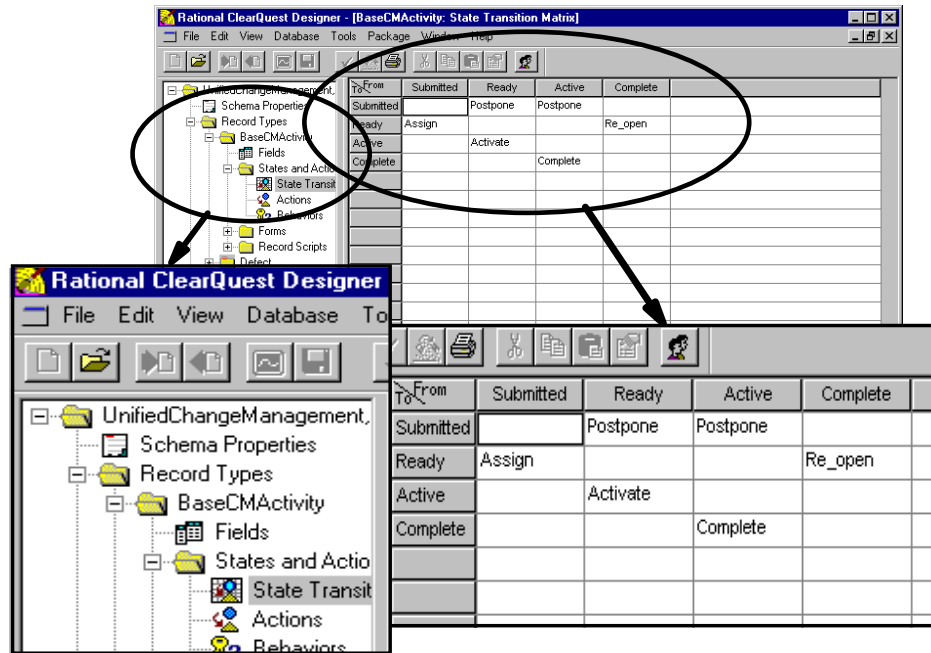 Rational ClearQuest Designer - [BaseCMActivity: State Transition Matrix]
File Edit View Database Tools Package Window Help
UnifiedChangeManagement,
Schema Properties
Record Types
BaseCMActivity
Fields
States and Actio
State Transit
Actions
Behaviors
Forms
Record Scripts
Defect
To From Submitted Ready Active Complete
Submitted Postpone Postpone
Ready Assign Re_open
Active Activate
Complete Complete
Rational ClearQuest Designer
File Edit View Database To
UnifiedChangeManagement,
Schema Properties
Record Types
BaseCMActivity
Fields
States and Actio
State Transit
Actions
Behaviors
To From Submitted Ready Active Complete
Submitted Postpone Postpone
Ready Assign Re_open
Active Activate
Complete Complete